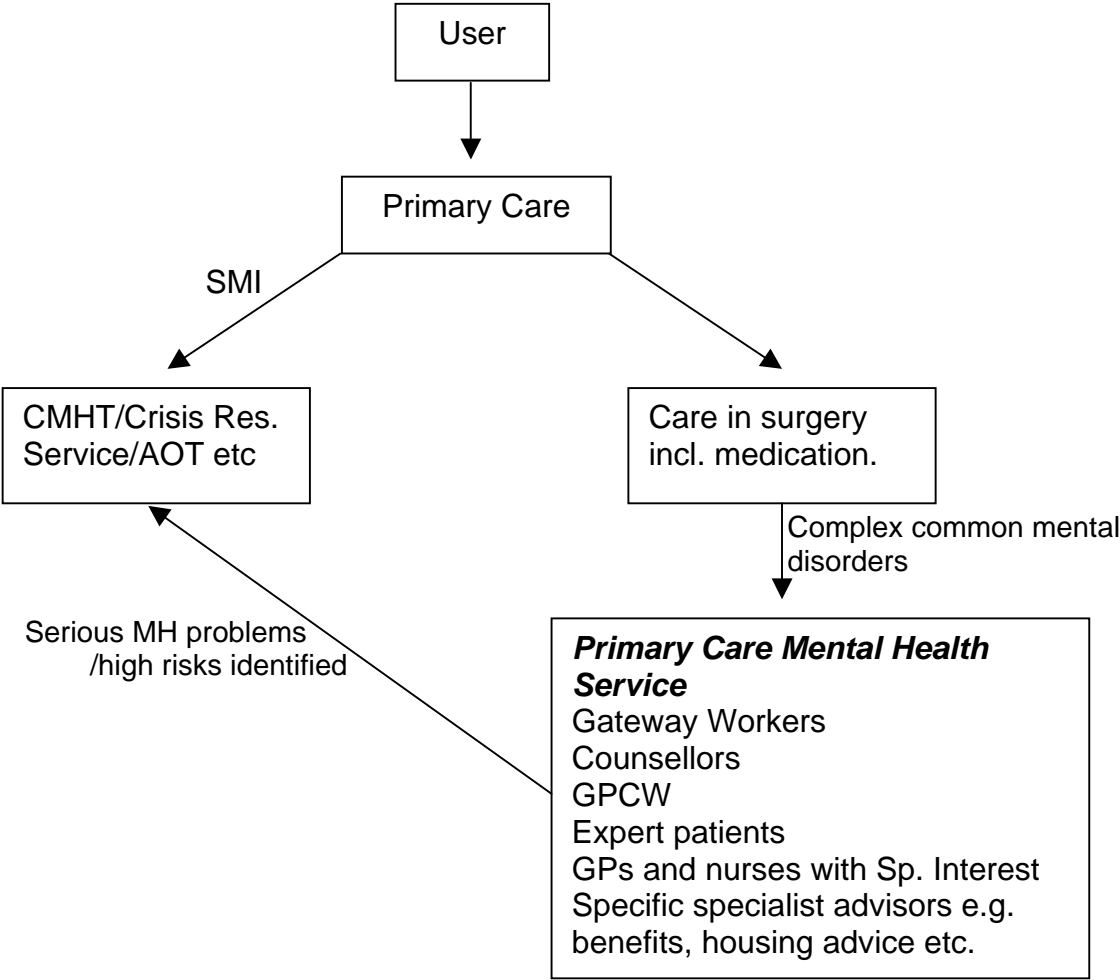 User
Primary Care
SMI
CMHT/Crisis Res.
Service/AOT etc
Care in surgery
incl. medication.
Complex common mental
disorders
Serious MH problems
/high risks identified
Primary Care Mental Health
Service
Gateway Workers
Counsellors
GPCW
Expert patients
GPs and nurses with Sp. Interest
Specific specialist advisors e.g.
benefits, housing advice etc.